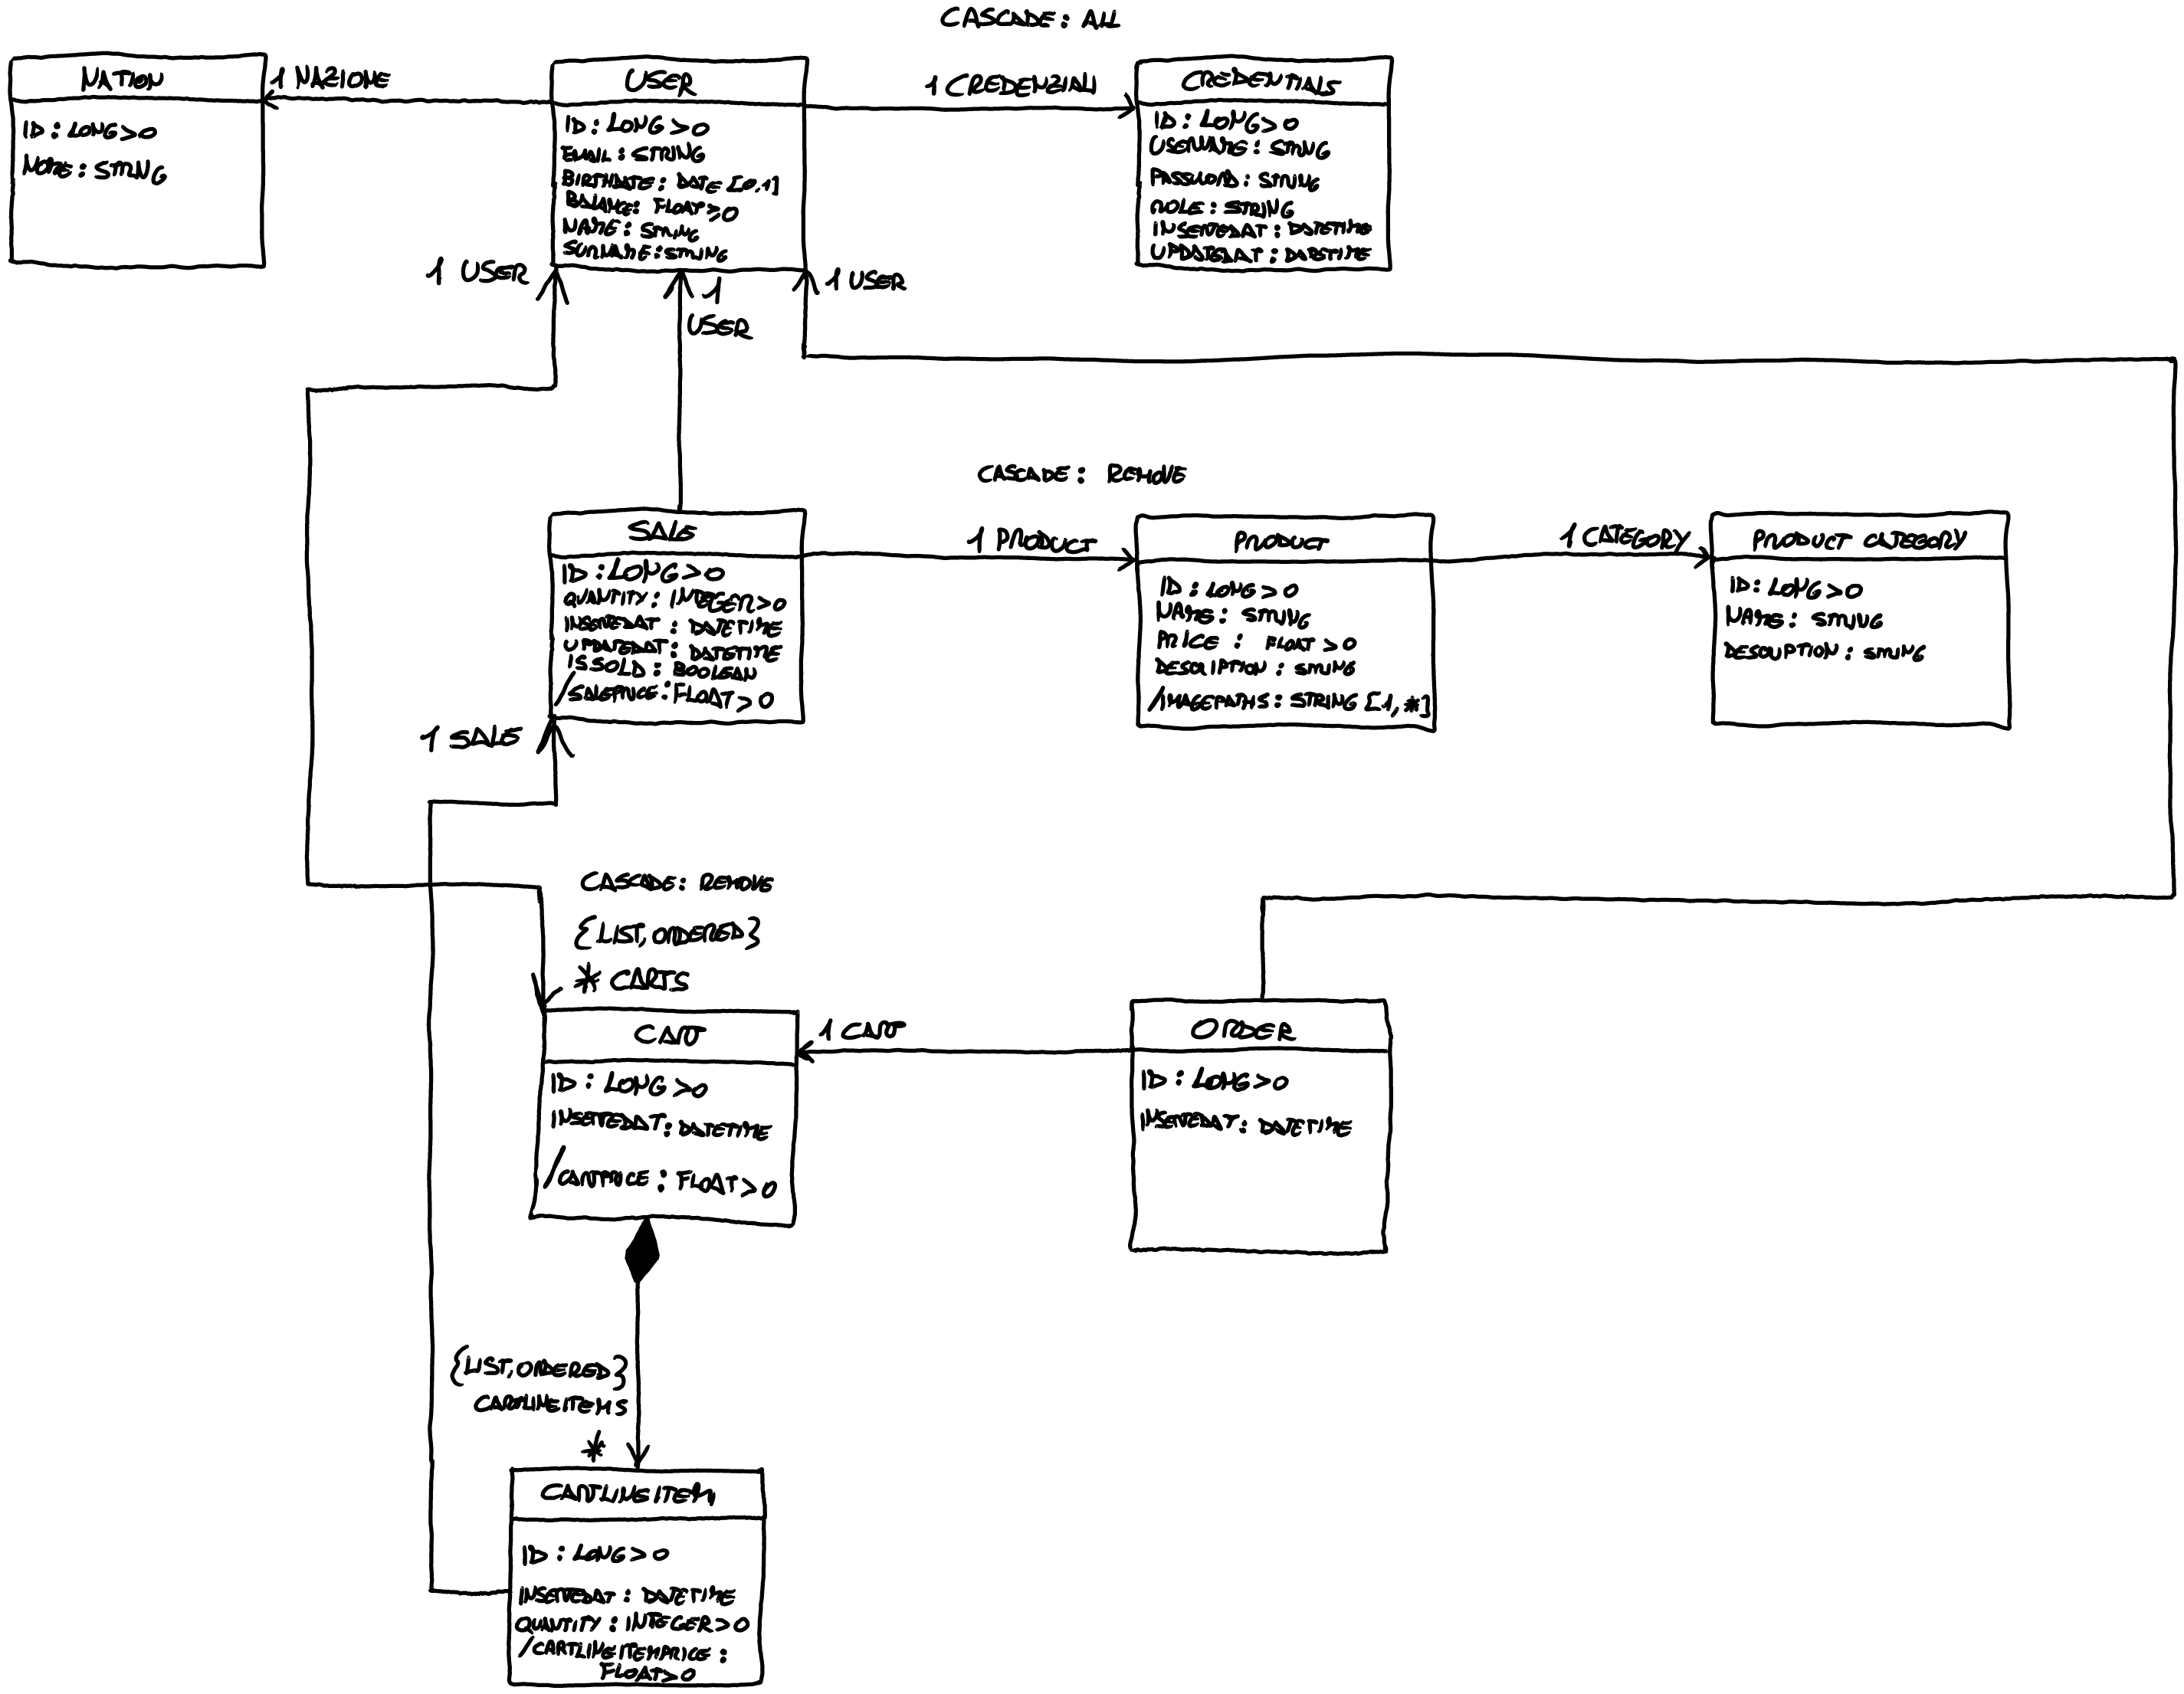 CASCADE: ALL
NATION
ID: LONG>0
NOME: STRING
1 NAZIONE
USER
ID: LONG>0
EMAIL: STRING
BIRTHDATE: DATE [0,1]
BALANCE: FLOAT>=0
NAME: STRING
SURNAME: STRING
1 CREDENZIALI
CREDENTIALS
ID: LONG>0
USERNAME: STRING
PASSWORD: STRING
ROLE: STRING
INSERTEDAT: DATETIME
UPDATEDAT: DATETIME
1 USER
1
USER
1 USER
CASCADE: REMOVE
SALE
ID: LONG>0
QUANTITY: INTEGER>0
INSERTEDAT: DATETIME
UPDATEDAT: DATETIME
ISSOLD: BOOLEAN
/SALEPRICE: FLOAT>0
1 PRODUCT
PRODUCT
ID: LONG>0
NAME: STRING
PRICE: FLOAT>0
DESCRIPTION: STRING
/IMAGEPATHS: STRING [1,*]
1 CATEGORY
PRODUCT CATEGORY
ID: LONG>0
NAME: STRING
DESCRIPTION: STRING
1 SALE
CASCADE: REMOVE
{LIST,ORDERED}
* CARTS
CART
ID: LONG>0
INSERTEDAT: DATETIME
/CARTPRICE: FLOAT>0
1 CART
ORDER
ID: LONG>0
INSERTEDAT: DATETIME
{LIST,ORDERED}
CARTLINEITEMS
*
CARTLINEITEM
ID: LONG>0
INSERTEDAT: DATETIME
QUANTITY: INTEGER>0
/CARTLINEITEMPRICE:
FLOAT>0